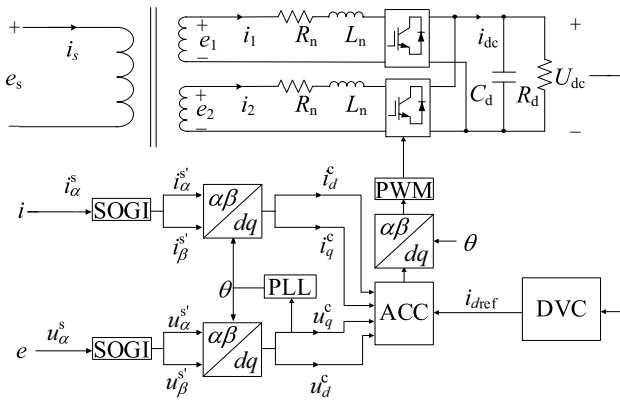 + i_s e_s −
+ e_1 − i_1 R_n L_n
i_dc + U_dc −
C_d R_d
+ e_2 − i_2 R_n L_n
i_α^s i_α^s' i_d^c PWM
i SOGI αβ dq
i_β^s' i_q^c αβ dq θ
θ PLL
u_α^s u_α^s' u_q^c ACC i_dref DVC
e SOGI αβ dq
u_β^s' u_d^c